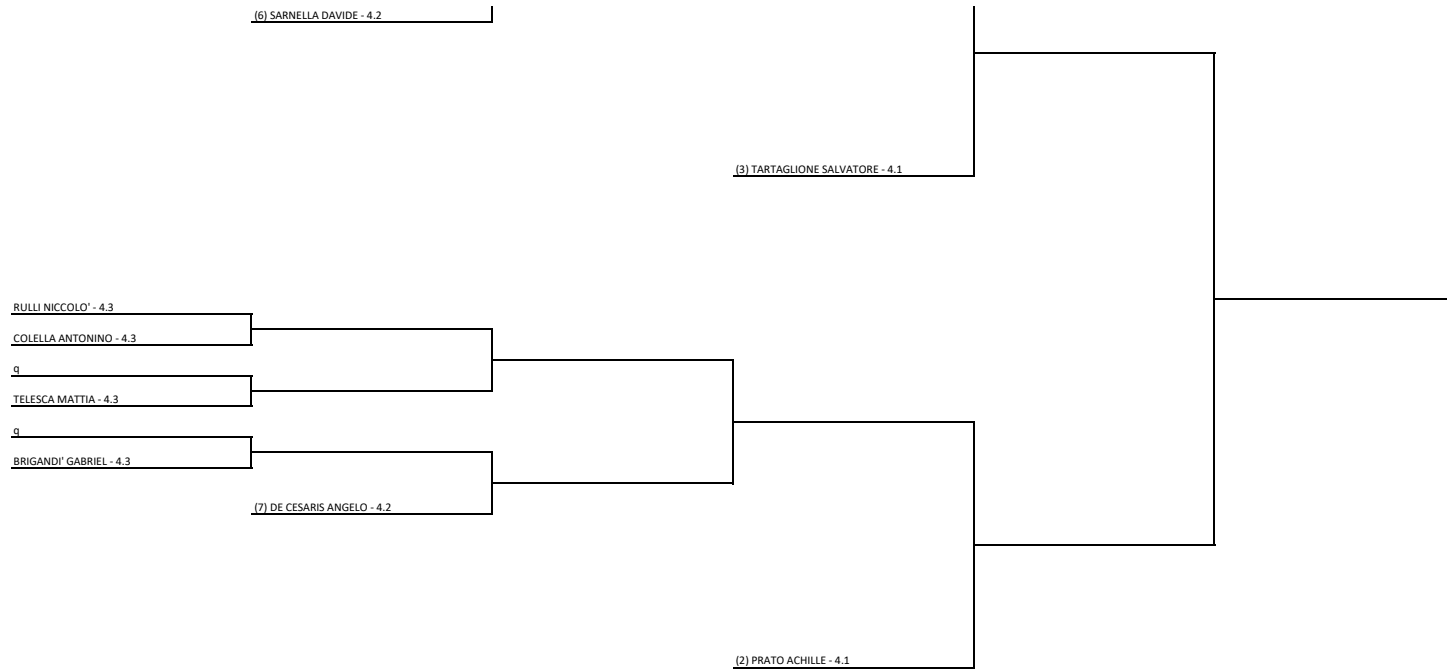 (6) SARNELLA DAVIDE - 4.2
(3) TARTAGLIONE SALVATORE - 4.1
RULLI NICCOLO' - 4.3
COLELLA ANTONINO - 4.3
q
TELESCA MATTIA - 4.3
q
BRIGANDI' GABRIEL - 4.3
(7) DE CESARIS ANGELO - 4.2
(2) PRATO ACHILLE - 4.1